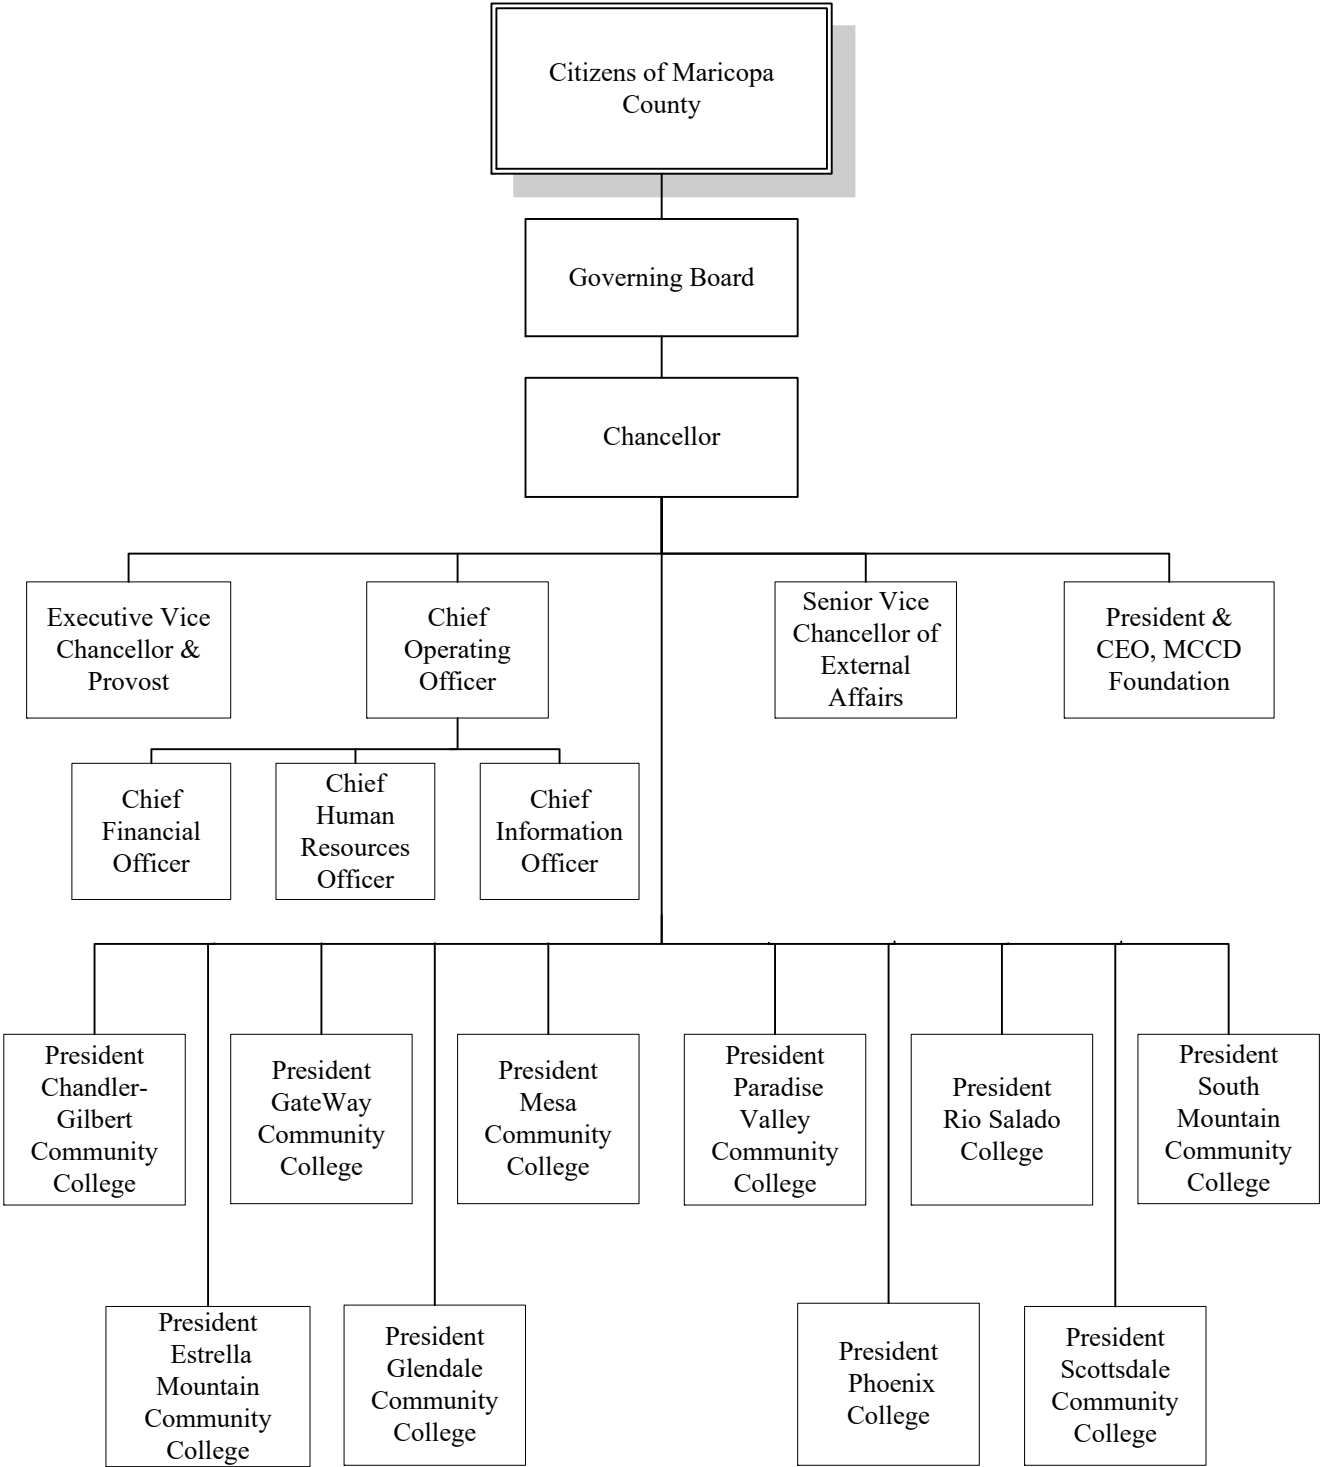 Citizens of Maricopa
County
Governing Board
Chancellor
Executive Vice
Chancellor &
Provost
Chief
Operating
Officer
Senior Vice
Chancellor of
External
Affairs
President &
CEO, MCCD
Foundation
Chief
Financial
Officer
Chief
Human
Resources
Officer
Chief
Information
Officer
President
Chandler-
Gilbert
Community
College
President
GateWay
Community
College
President
Mesa
Community
College
President
Paradise
Valley
Community
College
President
Rio Salado
College
President
South
Mountain
Community
College
President
Estrella
Mountain
Community
College
President
Glendale
Community
College
President
Phoenix
College
President
Scottsdale
Community
College